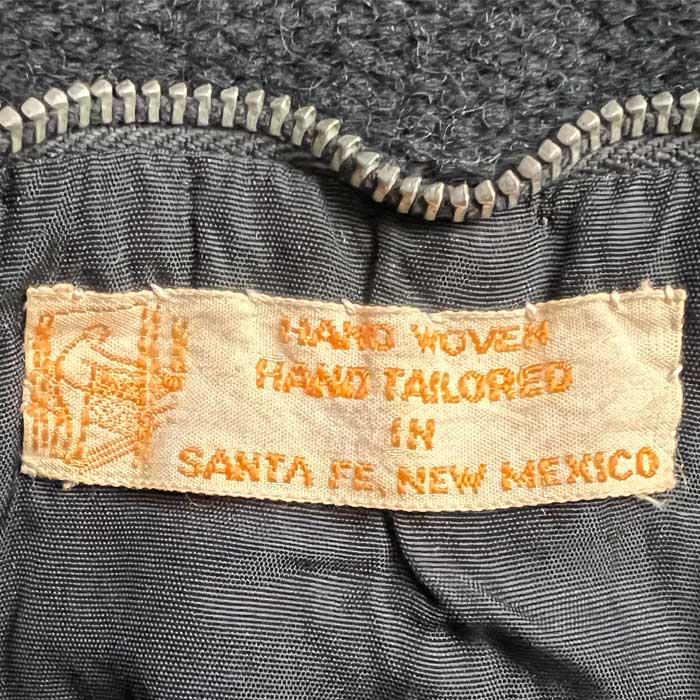 HAND WOVEN
HAND TAILORED
IN
SANTA FE, NEW MEXICO